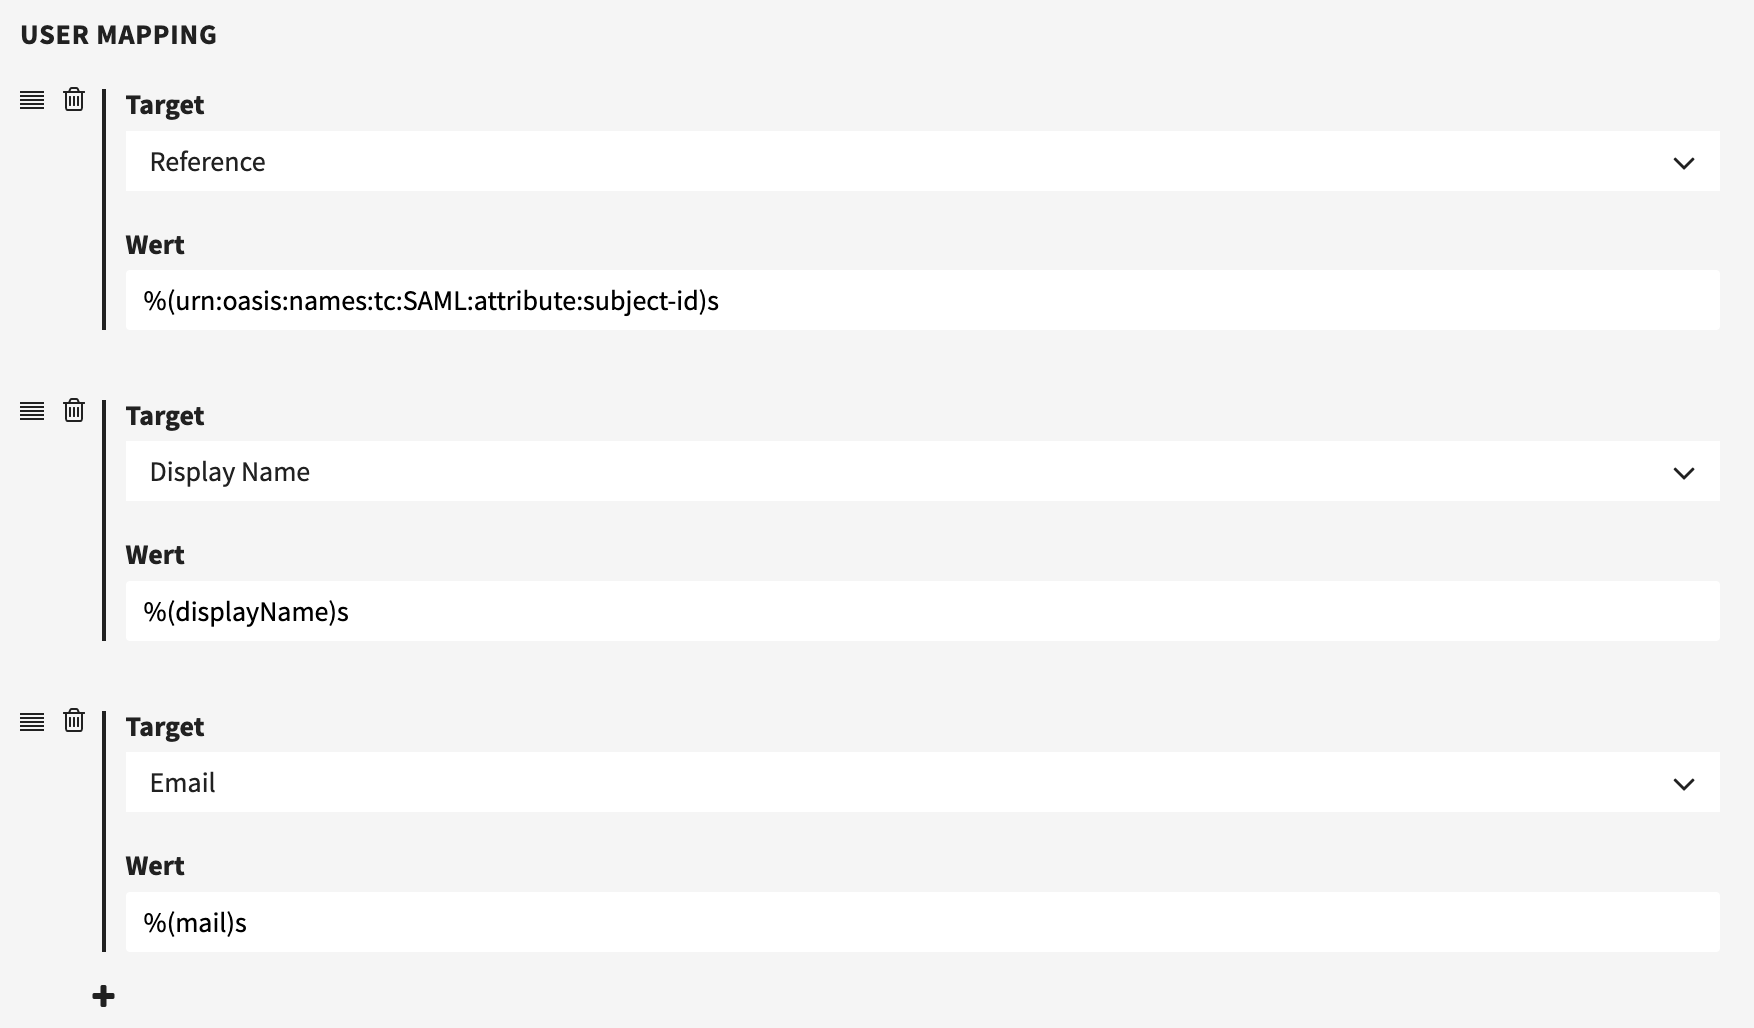 USER MAPPING
Target
Reference
Wert
%(urn:oasis:names:tc:SAML:attribute:subject-id)s
Target
Display Name
Wert
%(displayName)s
Target
Email
Wert
%(mail)s